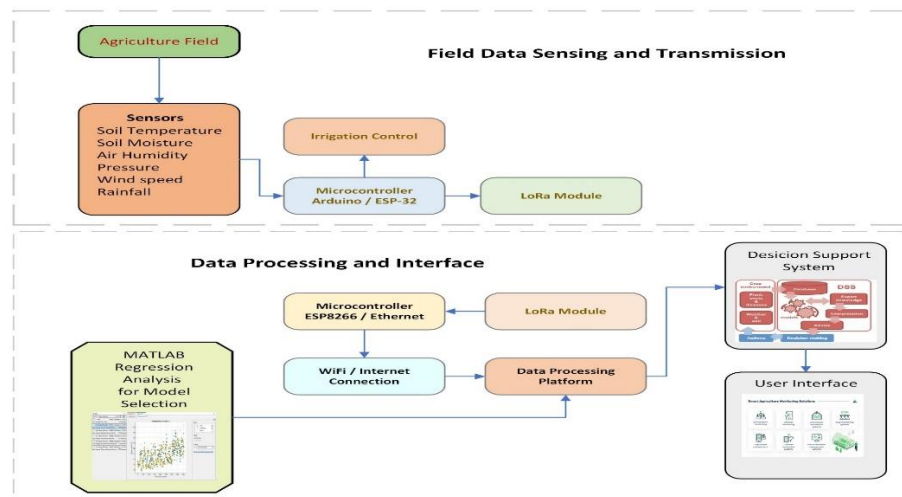 Agriculture Field
Field Data Sensing and Transmission
Sensors
Soil Temperature
Soil Moisture
Air Humidity
Pressure
Wind speed
Rainfall
Irrigation Control
Microcontroller
Arduino / ESP-32
LoRa Module
Data Processing and Interface
Microcontroller
ESP8266 / Ethernet
LoRa Module
WiFi / Internet
Connection
Data Processing
Platform
MATLAB
Regression
Analysis
for Model
Selection
Desicion Support
System
Database
DSS
User Interface